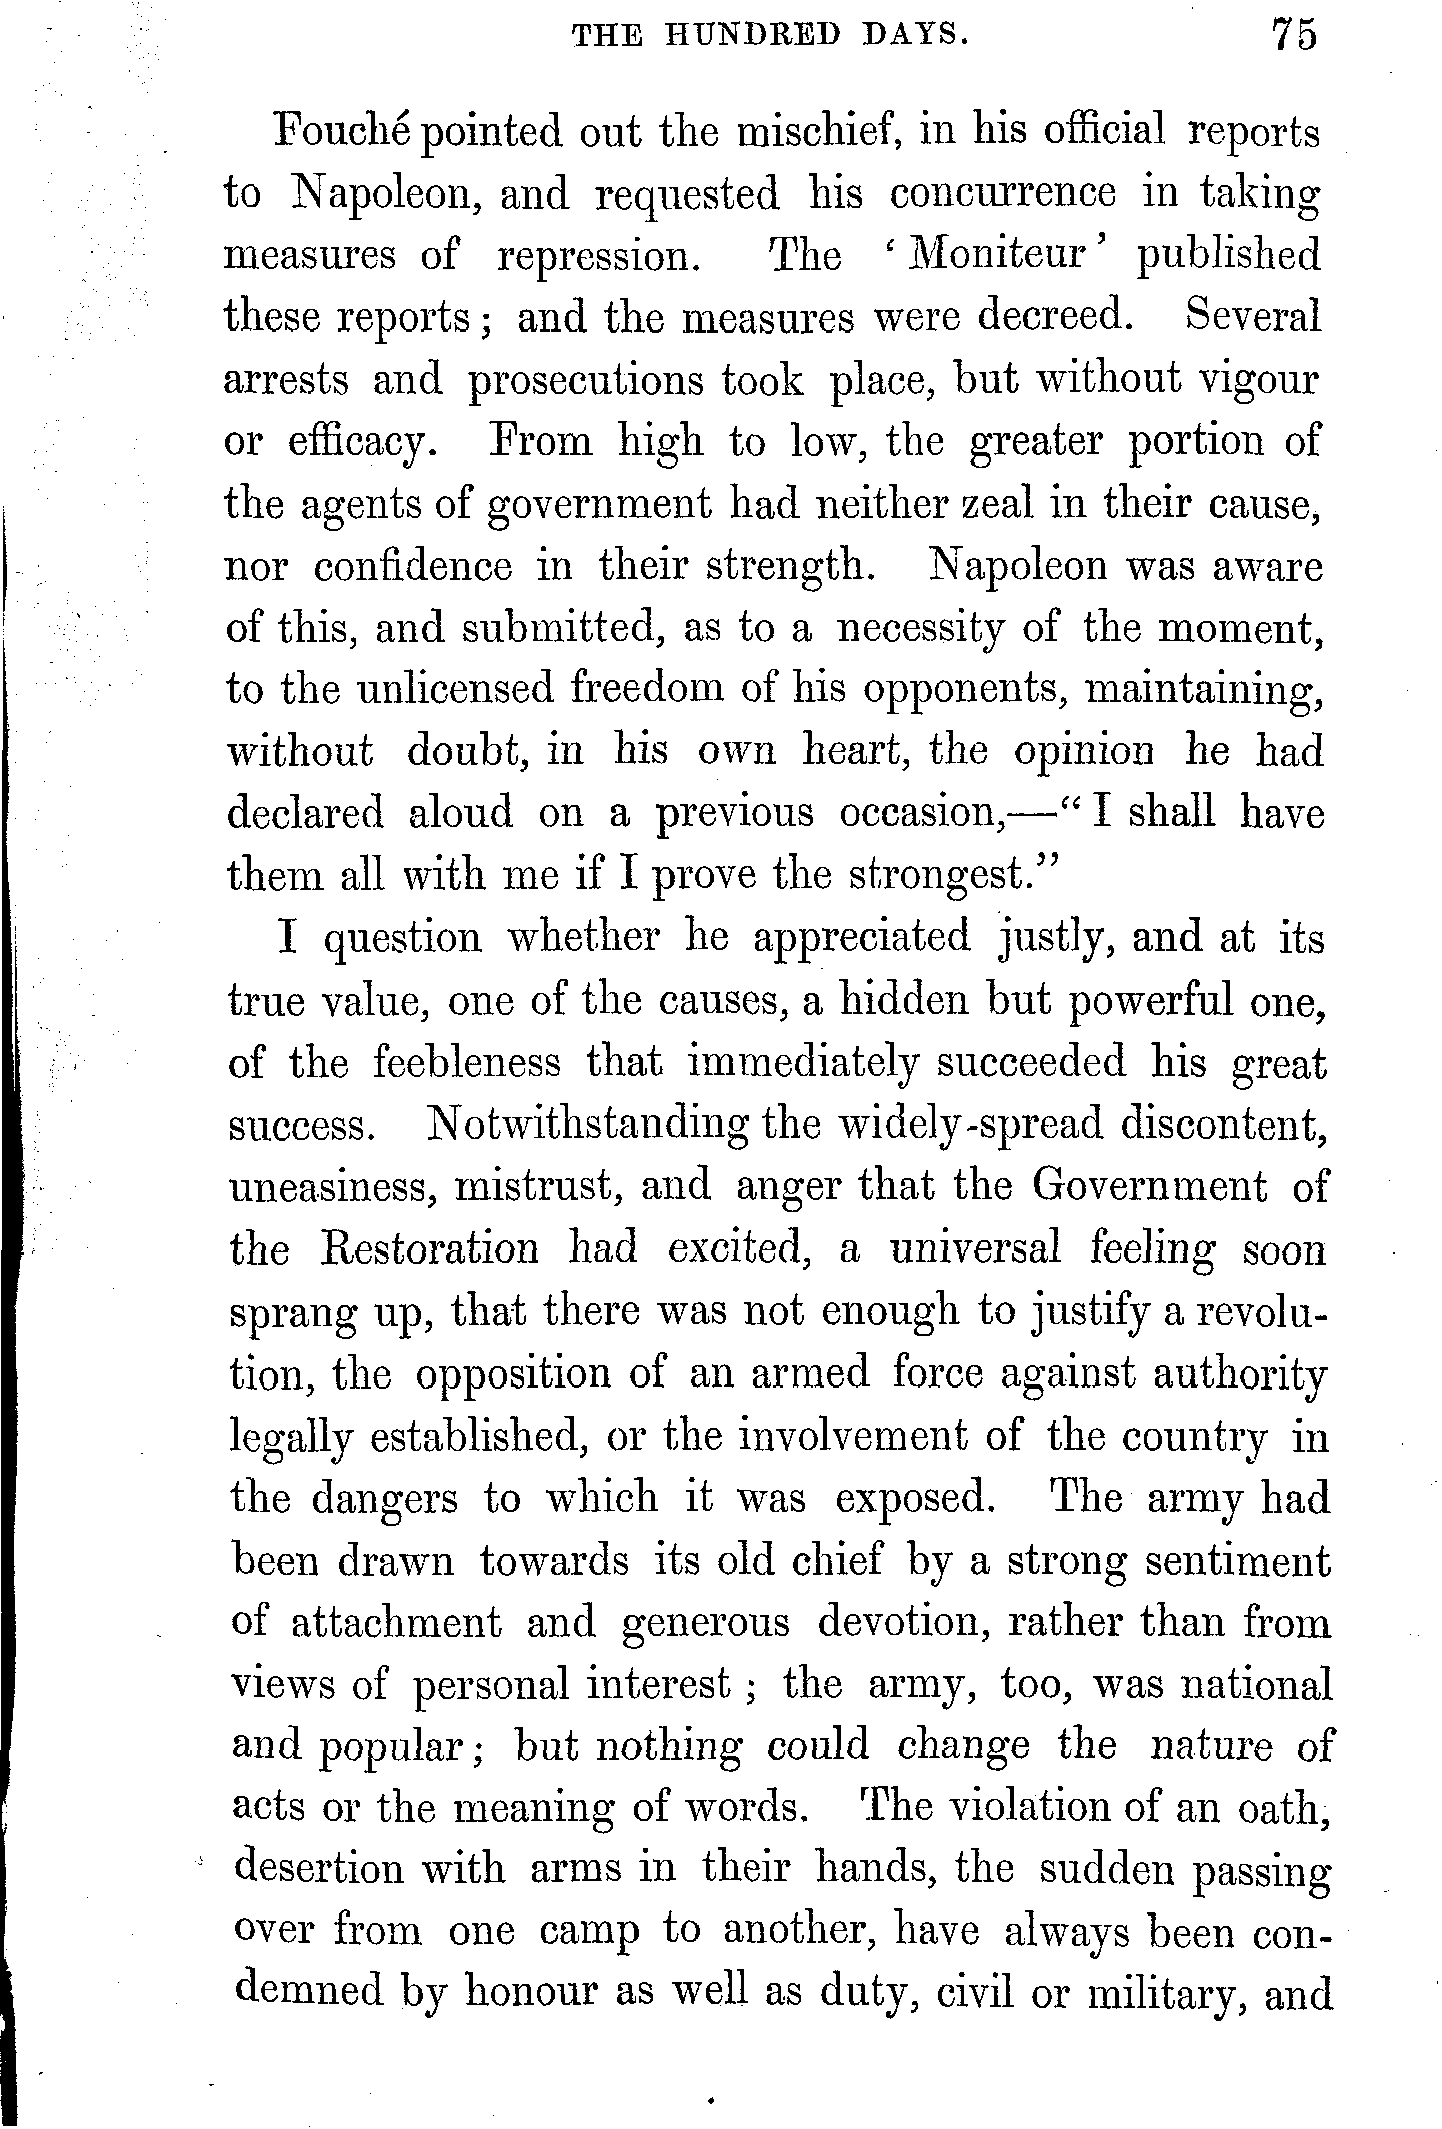 THE HUNDRED DAYS. 75
Fouché pointed out the mischief, in his official reports
to Napoleon, and requested his concurrence in taking
measures of repression. The ‘Moniteur’ published
these reports; and the measures were decreed. Several
arrests and prosecutions took place, but without vigour
or efficacy. From high to low, the greater portion of
the agents of government had neither zeal in their cause,
nor confidence in their strength. Napoleon was aware
of this, and submitted, as to a necessity of the moment,
to the unlicensed freedom of his opponents, maintaining,
without doubt, in his own heart, the opinion he had
declared aloud on a previous occasion,—“I shall have
them all with me if I prove the strongest.”
I question whether he appreciated justly, and at its
true value, one of the causes, a hidden but powerful one,
of the feebleness that immediately succeeded his great
success. Notwithstanding the widely-spread discontent,
uneasiness, mistrust, and anger that the Government of
the Restoration had excited, a universal feeling soon
sprang up, that there was not enough to justify a revolu-
tion, the opposition of an armed force against authority
legally established, or the involvement of the country in
the dangers to which it was exposed. The army had
been drawn towards its old chief by a strong sentiment
of attachment and generous devotion, rather than from
views of personal interest; the army, too, was national
and popular; but nothing could change the nature of
acts or the meaning of words. The violation of an oath,
desertion with arms in their hands, the sudden passing
over from one camp to another, have always been con-
demned by honour as well as duty, civil or military, and